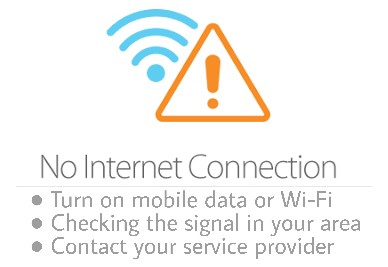 No Internet Connection
● Turn on mobile data or Wi-Fi
● Checking the signal in your area
● Contact your service provider